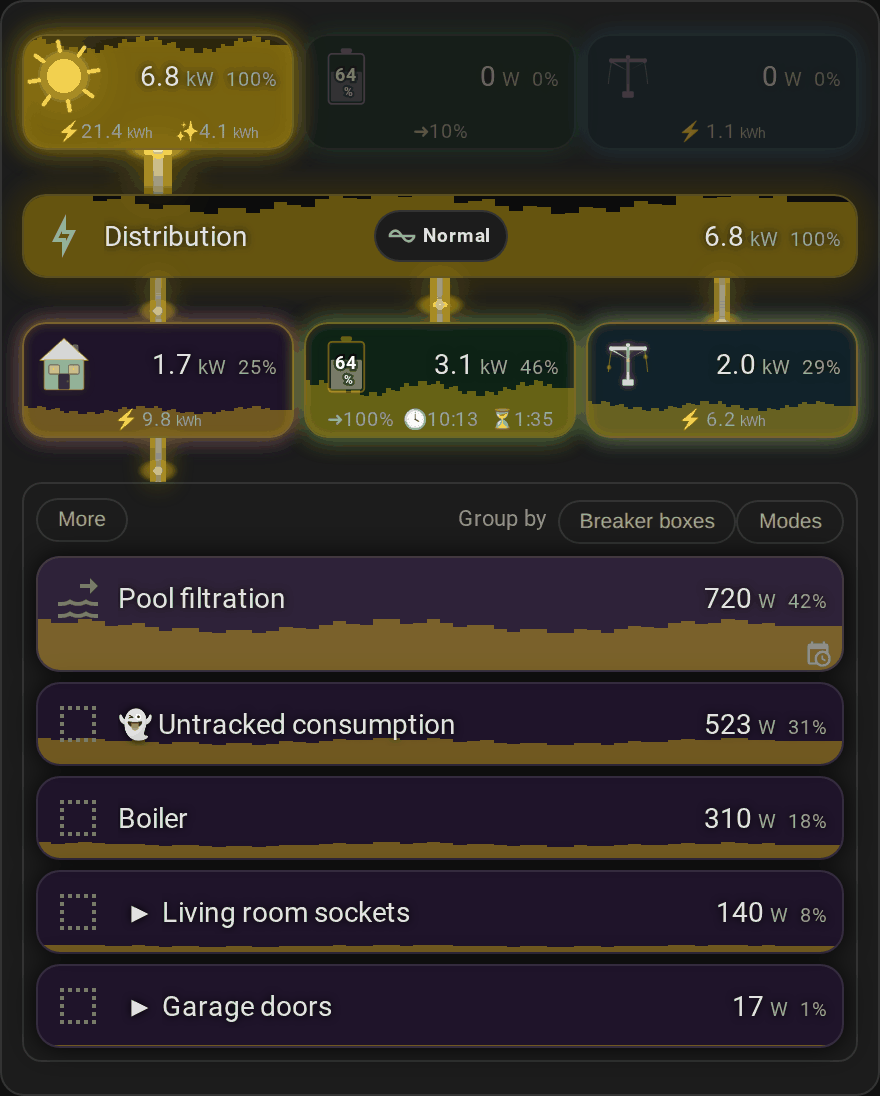 6.8 kW 100%
⚡21.4 kWh ✨4.1 kWh
64 %
0 W 0%
➔10%
0 W 0%
⚡ 1.1 kWh
Distribution
Normal
6.8 kW 100%
1.7 kW 25%
⚡ 9.8 kWh
64 %
3.1 kW 46%
➔100% 🕓10:13 ⏳1:35
2.0 kW 29%
⚡ 6.2 kWh
More
Group by
Breaker boxes
Modes
Pool filtration 720 W 42%
👻 Untracked consumption 523 W 31%
Boiler 310 W 18%
► Living room sockets 140 W 8%
► Garage doors 17 W 1%